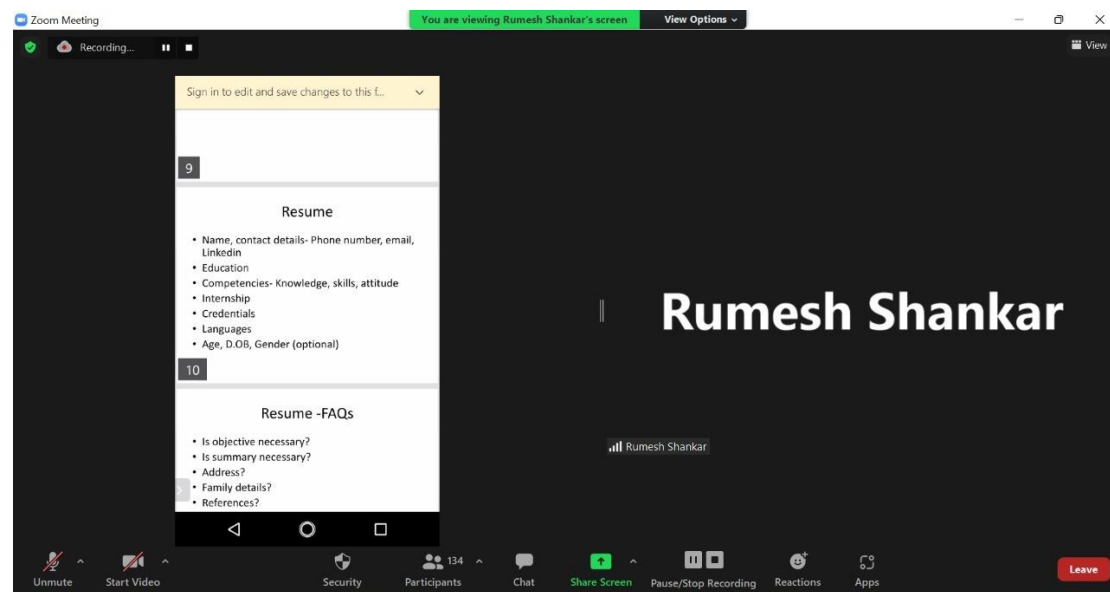 Zoom Meeting
You are viewing Rumesh Shankar's screen
View Options
Recording...
View
Sign in to edit and save changes to this f...
9
Resume
• Name, contact details- Phone number, email,
Linkedin
• Education
• Competencies- Knowledge, skills, attitude
• Internship
• Credentials
• Languages
• Age, D.OB, Gender (optional)
10
Resume -FAQs
• Is objective necessary?
• Is summary necessary?
• Address?
• Family details?
• References?
Rumesh Shankar
Rumesh Shankar
Unmute
Start Video
Security
134
Participants
Chat
Share Screen
Pause/Stop Recording
Reactions
Apps
Leave